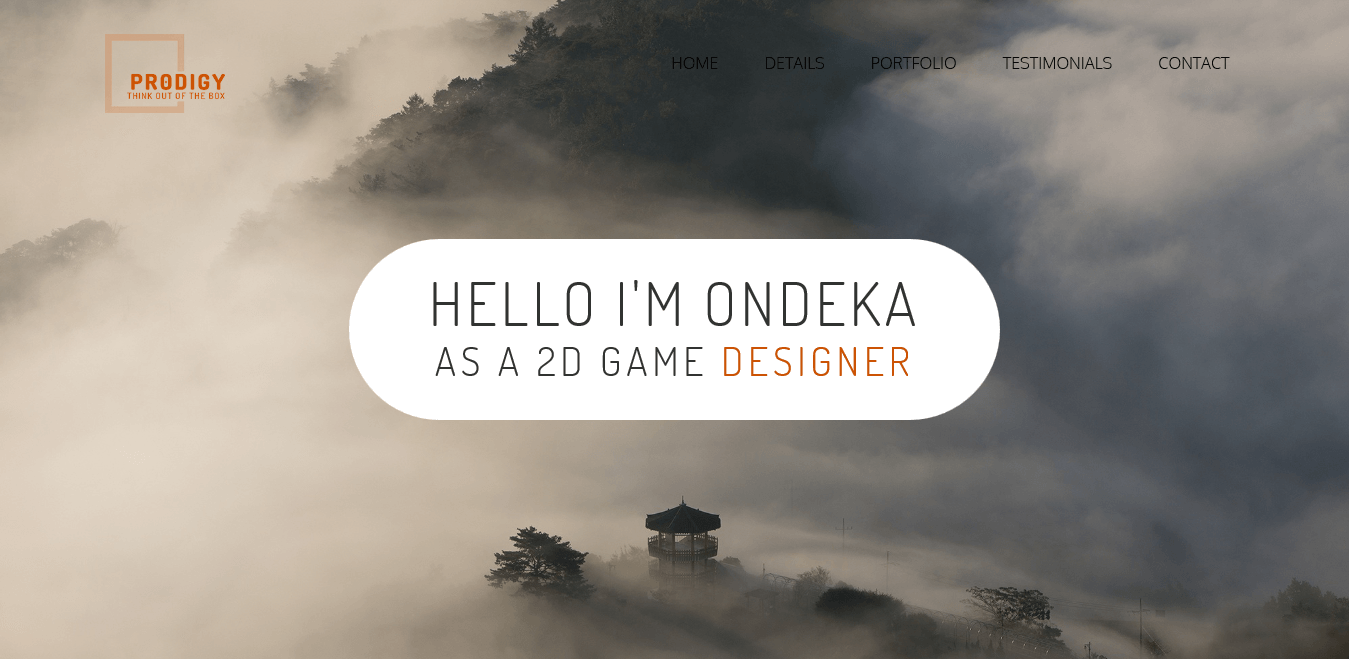 PRODIGY
THINK OUT OF THE BOX
HOME DETAILS PORTFOLIO TESTIMONIALS CONTACT
HELLO I'M ONDEKA
AS A 2D GAME DESIGNER